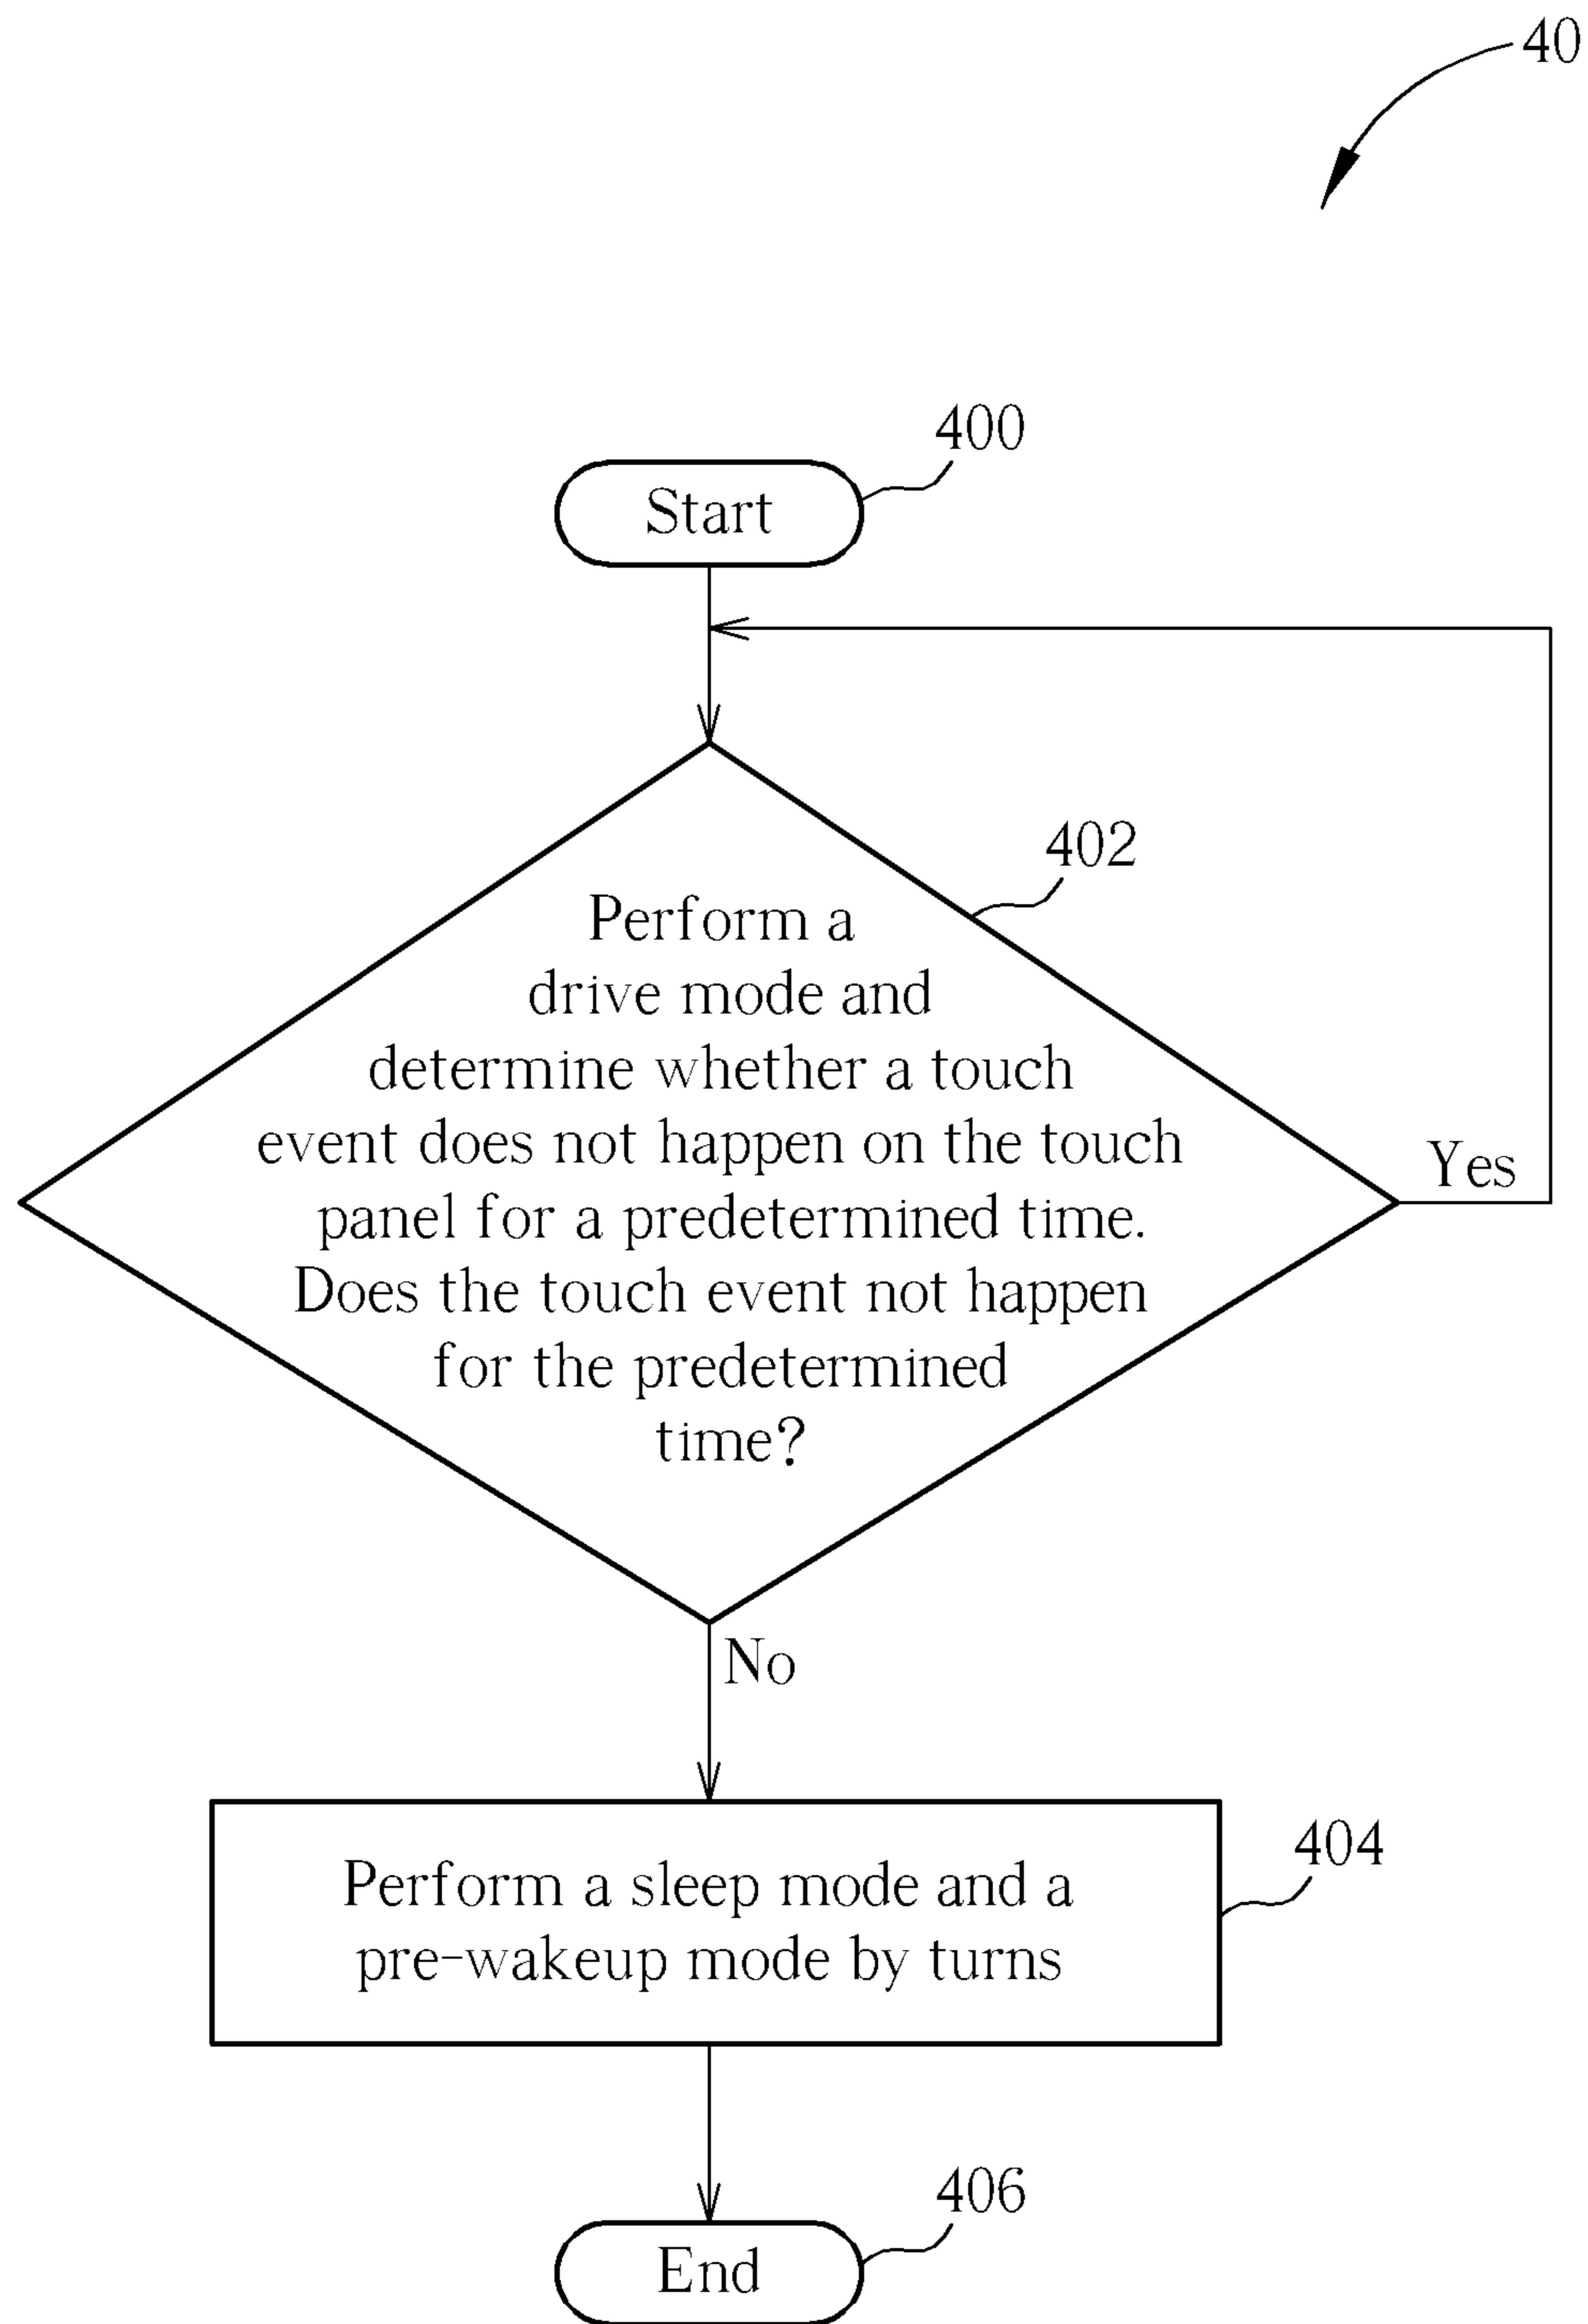 40
400
Start
402
Perform a
drive mode and
determine whether a touch
event does not happen on the touch
panel for a predetermined time.
Does the touch event not happen
for the predetermined
time?
Yes
No
404
Perform a sleep mode and a
pre-wakeup mode by turns
406
End